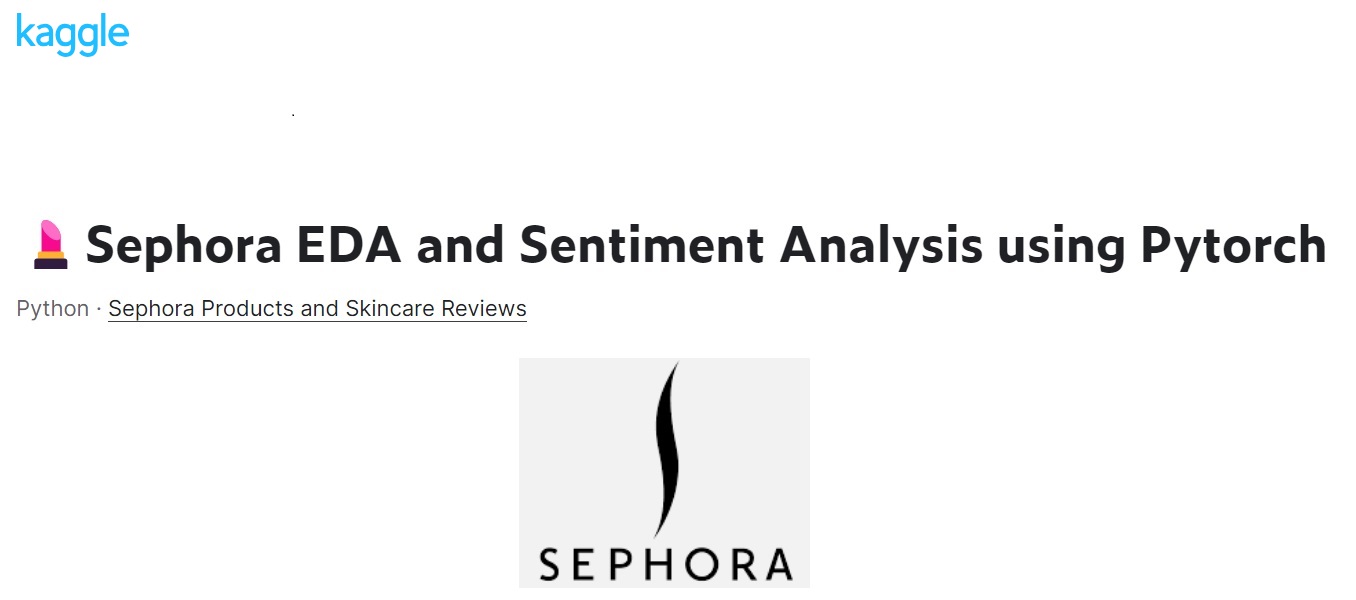 kaggle
💄 Sephora EDA and Sentiment Analysis using Pytorch
Python · Sephora Products and Skincare Reviews
SEPHORA